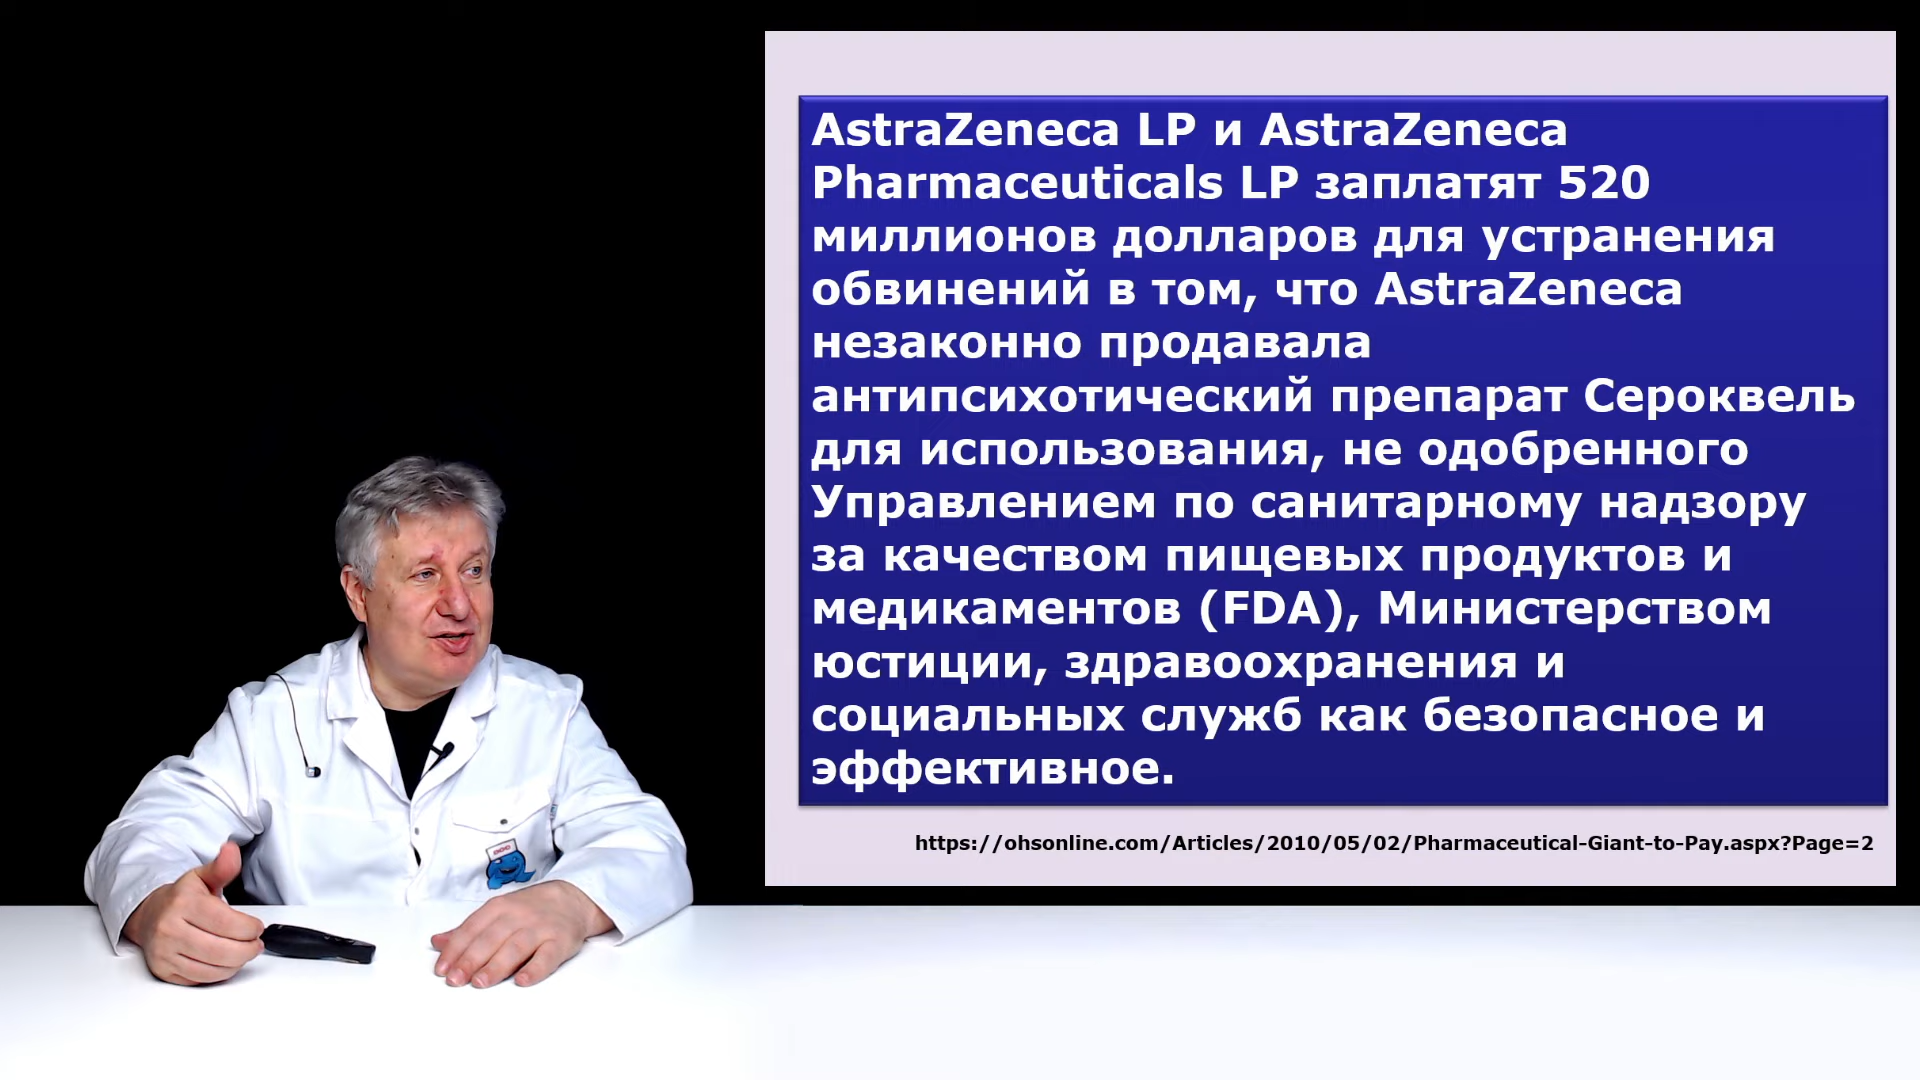 AstraZeneca LP и AstraZeneca
Pharmaceuticals LP заплатят 520
миллионов долларов для устранения
обвинений в том, что AstraZeneca
незаконно продавала
антипсихотический препарат Сероквель
для использования, не одобренного
Управлением по санитарному надзору
за качеством пищевых продуктов и
медикаментов (FDA), Министерством
юстиции, здравоохранения и
социальных служб как безопасное и
эффективное.
https://ohsonline.com/Articles/2010/05/02/Pharmaceutical-Giant-to-Pay.aspx?Page=2